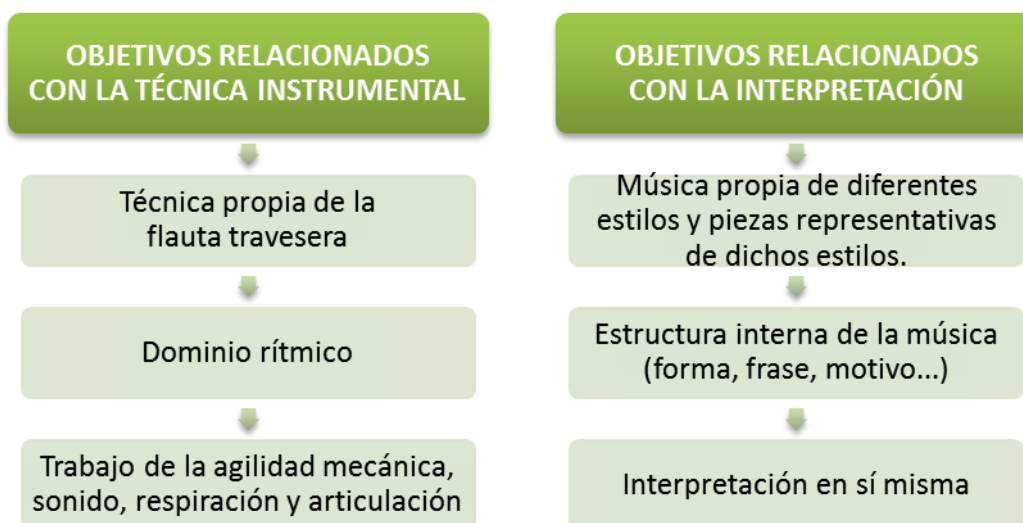 OBJETIVOS RELACIONADOS
CON LA TÉCNICA INSTRUMENTAL
Técnica propia de la
flauta travesera
Dominio rítmico
Trabajo de la agilidad mecánica,
sonido, respiración y articulación
OBJETIVOS RELACIONADOS
CON LA INTERPRETACIÓN
Música propia de diferentes
estilos y piezas representativas
de dichos estilos.
Estructura interna de la música
(forma, frase, motivo...)
Interpretación en sí misma